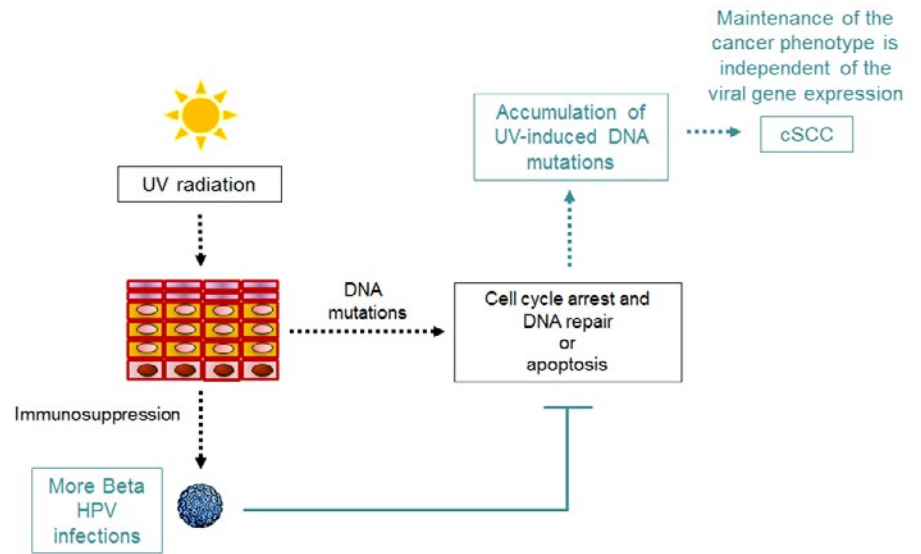 Maintenance of the
cancer phenotype is
independent of the
viral gene expression
Accumulation of
UV-induced DNA
mutations
cSCC
UV radiation
DNA
mutations
Cell cycle arrest and
DNA repair
or
apoptosis
Immunosuppression
More Beta
HPV
infections